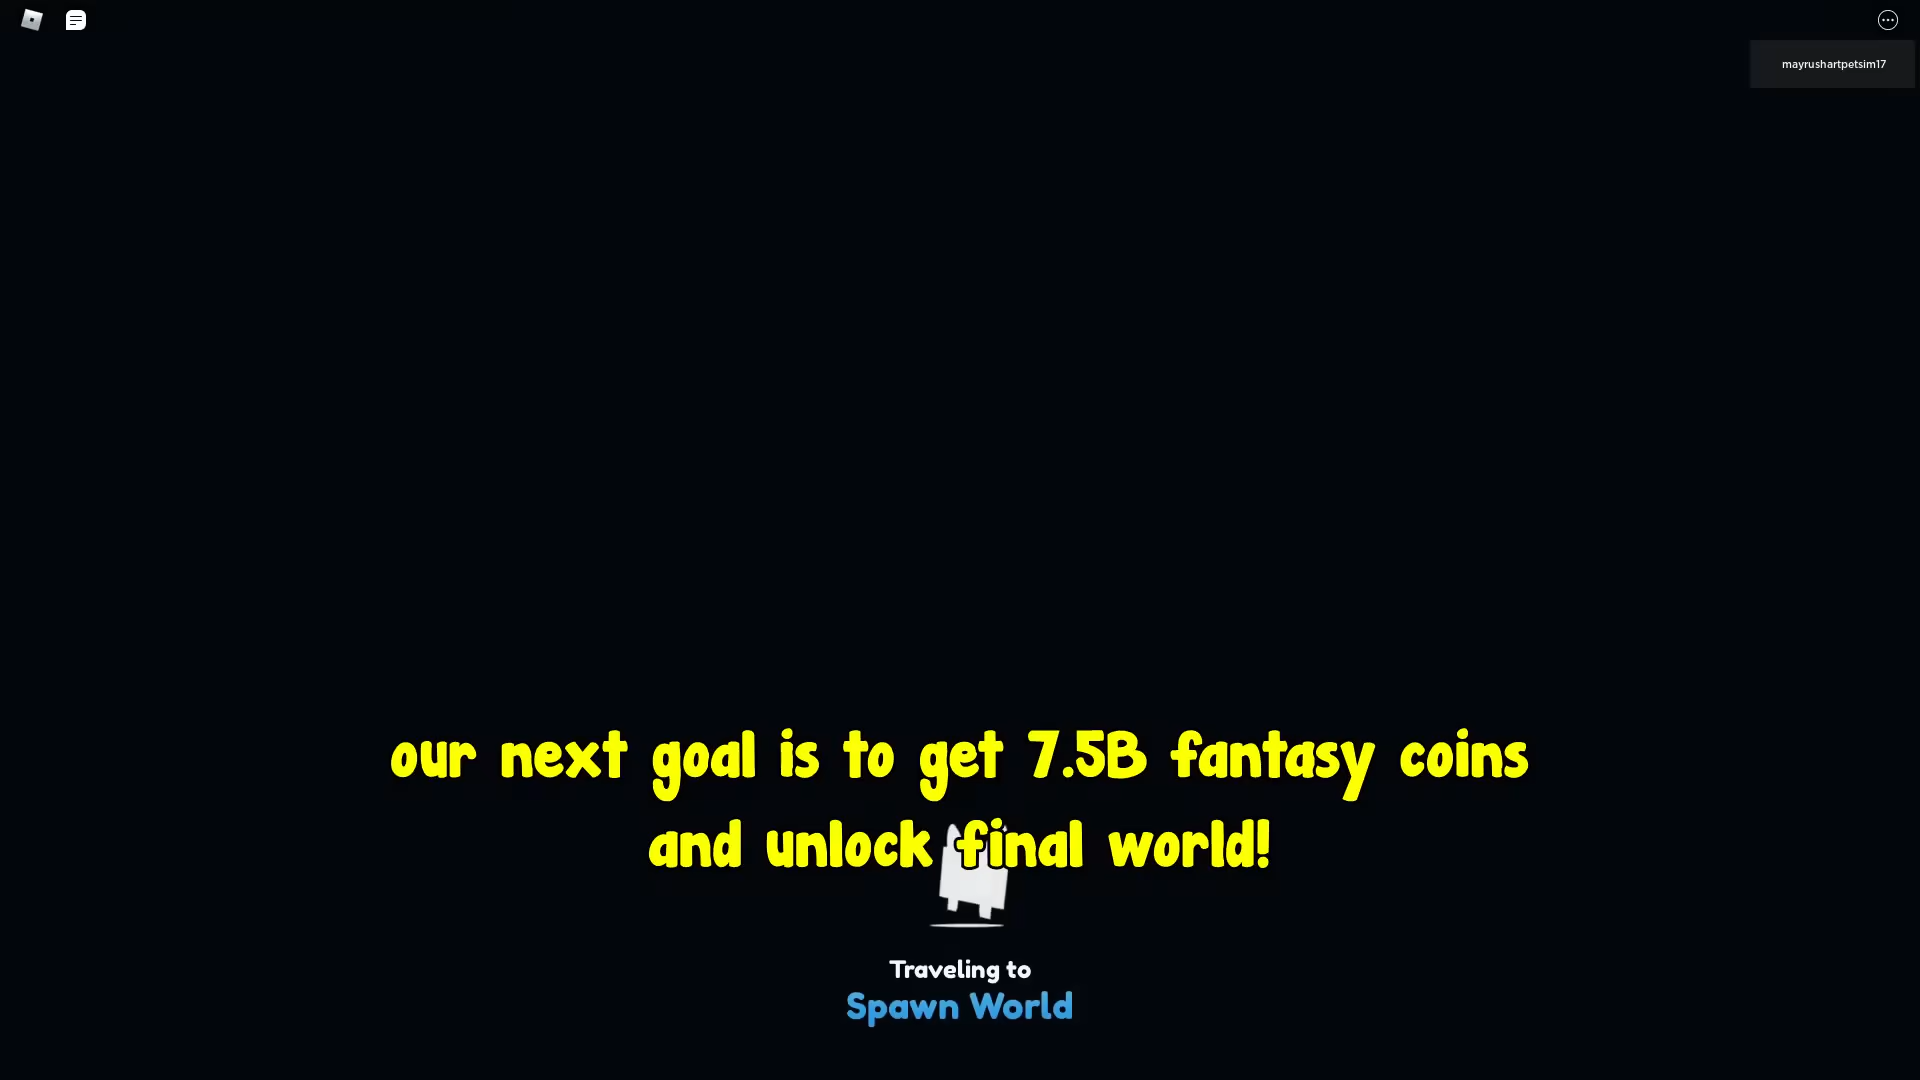 mayrushartpetsim17
our next goal is to get 7.5B fantasy coins
and unlock final world!
Traveling to
Spawn World